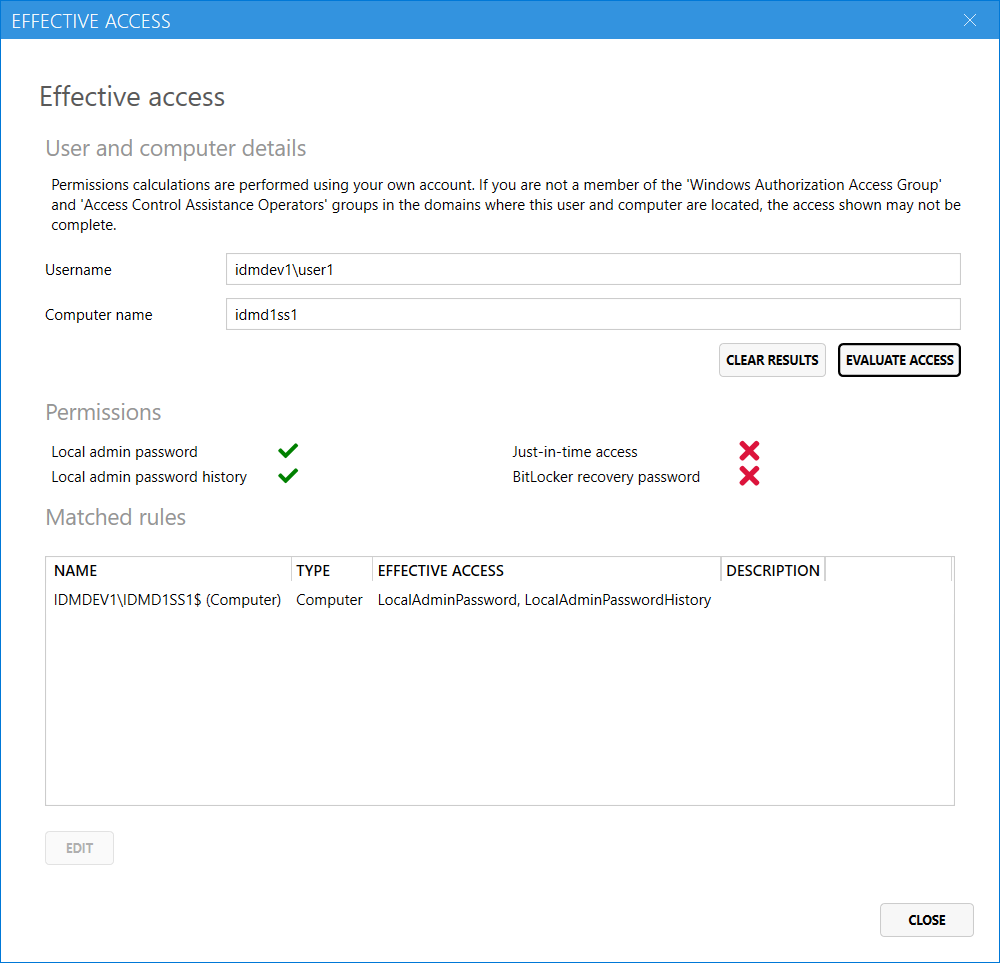 EFFECTIVE ACCESS
Effective access
User and computer details
Permissions calculations are performed using your own account. If you are not a member of the 'Windows Authorization Access Group'
and 'Access Control Assistance Operators' groups in the domains where this user and computer are located, the access shown may not be
complete.
Username idmdev1\user1
Computer name idmd1ss1
CLEAR RESULTS EVALUATE ACCESS
Permissions
Local admin password Just-in-time access
Local admin password history BitLocker recovery password
Matched rules
NAME TYPE EFFECTIVE ACCESS DESCRIPTION
IDMDEV1\IDMD1SS1$ (Computer) Computer LocalAdminPassword, LocalAdminPasswordHistory
EDIT
CLOSE